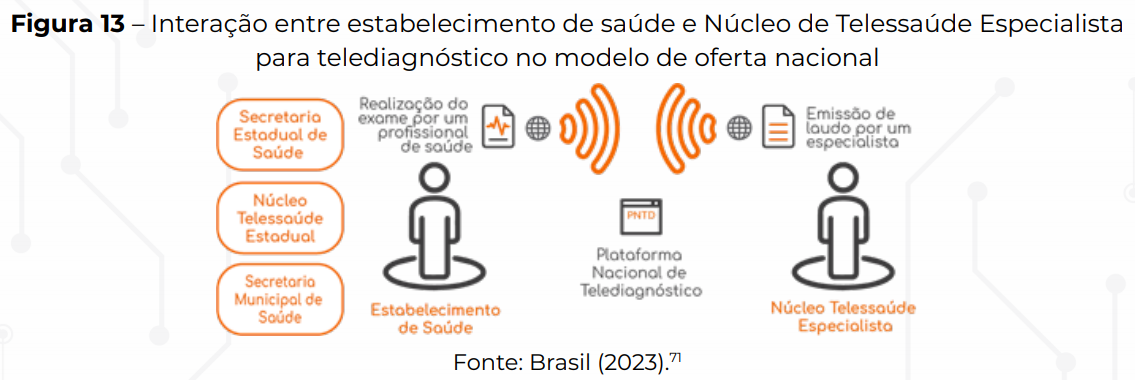 Figura 13 – Interação entre estabelecimento de saúde e Núcleo de Telessaúde Especialista
para telediagnóstico no modelo de oferta nacional
Secretaria
Estadual de
Saúde
Núcleo
Telessaúde
Estadual
Secretaria
Municipal de
Saúde
Realização do
exame por um
profissional
de saúde
Estabelecimento
de Saúde
PNTD
Plataforma
Nacional de
Telediagnóstico
Emissão de
laudo por um
especialista
Núcleo Telessaúde
Especialista
Fonte: Brasil (2023).⁷¹